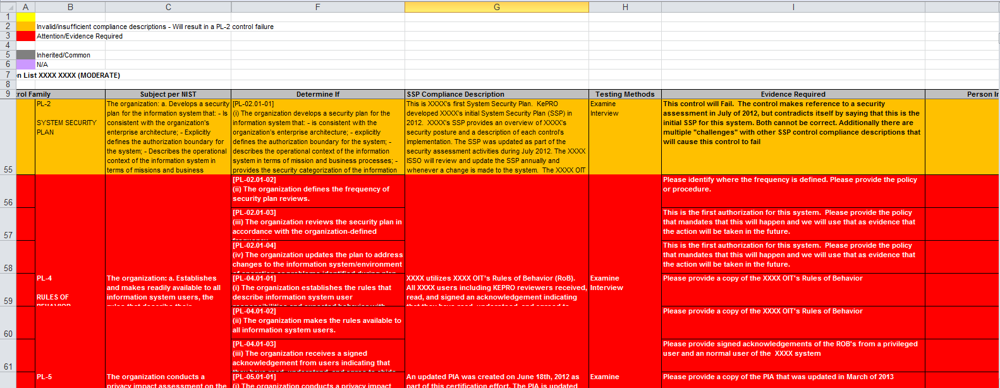 A B C F G H I
1
2 Invalid/insufficient compliance descriptions - Will result in a PL-2 control failure
3 Attention/Evidence Required
4
5 Inherited/Common
6 N/A
7 n List XXXX XXXX (MODERATE)
8
9 rol Family Subject per NIST Determine If SSP Compliance Description Testing Methods Evidence Required Person In
55
PL-2
SYSTEM SECURITY
PLAN
The organization: a. Develops a security
plan for the information system that: - Is
consistent with the organization's
enterprise architecture; - Explicitly
defines the authorization boundary for
the system; - Describes the operational
context of the information system in
terms of missions and business
[PL-02.01-01]
(i) The organization develops a security plan for the
information system that: - is consistent with the
organization's enterprise architecture; - explicitly
defines the authorization boundary for the system; -
describes the operational context of the information
system in terms of mission and business processes; -
provides the security categorization of the information
This is XXXX's first System Security Plan.  KePRO
developed XXXX's initial System Security Plan (SSP) in
2012.  XXXX's SSP provides an overview of XXXX's
security posture and a description of each control's
implementation. The SSP was updated as part of the
security assessment activities during July 2012. The XXXX
ISSO will review and update the SSP annually and
whenever a change is made to the system.  The XXXX OIT
Examine
Interview
This control will Fail.  The control makes reference to a security
assessment in July of 2012, but contradicts itself by saying that this is the
initial SSP for this system. Both cannot be correct. Additionally there are
multiple "challenges" with other SSP control compliance descriptions that
will cause this control to fail
56
[PL-02.01-02]
(ii) The organization defines the frequency of
security plan reviews.
Please identify where the frequency is defined. Please provide the policy
or procedure.
57
[PL-02.01-03]
(iii) The organization reviews the security plan in
accordance with the organization-defined
This is the first authorization for this system.  Please provide the policy
that mandates that this will happen and we will use that as evidence that
the action will be taken in the future.
58
[PL-02.01-04]
(iv) The organization updates the plan to address
changes to the information system/environment
This is the first authorization for this system.  Please provide the policy
that mandates that this will happen and we will use that as evidence that
the action will be taken in the future.
59
PL-4
RULES OF
BEHAVIOR
The organization: a. Establishes
and makes readily available to all
information system users, the
rules that describe their
[PL-04.01-01]
(i) The organization establishes the rules that
describe information system user
responsibilities and expected behavior with
XXXX utilizes XXXX OIT's Rules of Behavior (RoB).
All XXXX users including KEPRO reviewers received,
read, and signed an acknowledgement indicating
that they have read, understood, and agreed to
Examine
Interview
Please provide a copy of the XXXX OIT's Rules of Behavior
60
[PL-04.01-02]
(ii) The organization makes the rules available to
all information system users.
Please provide a copy of the XXXX OIT's Rules of Behavior
61
[PL-04.01-03]
(iii) The organization receives a signed
acknowledgement from users indicating that
they have read, understand, and agree to abide
Please provide signed acknowledgements of the ROB's from a privileged
user and an normal user of the  XXXX system
PL-5
The organization conducts a
privacy impact assessment on the
[PL-05.01-01]
(i) The organization conducts a privacy impact
An updated PIA was created on June 18th, 2012 as
part of this certification effort. The PIA is updated
Examine
Please provide a copy of the PIA that was updated in March of 2013